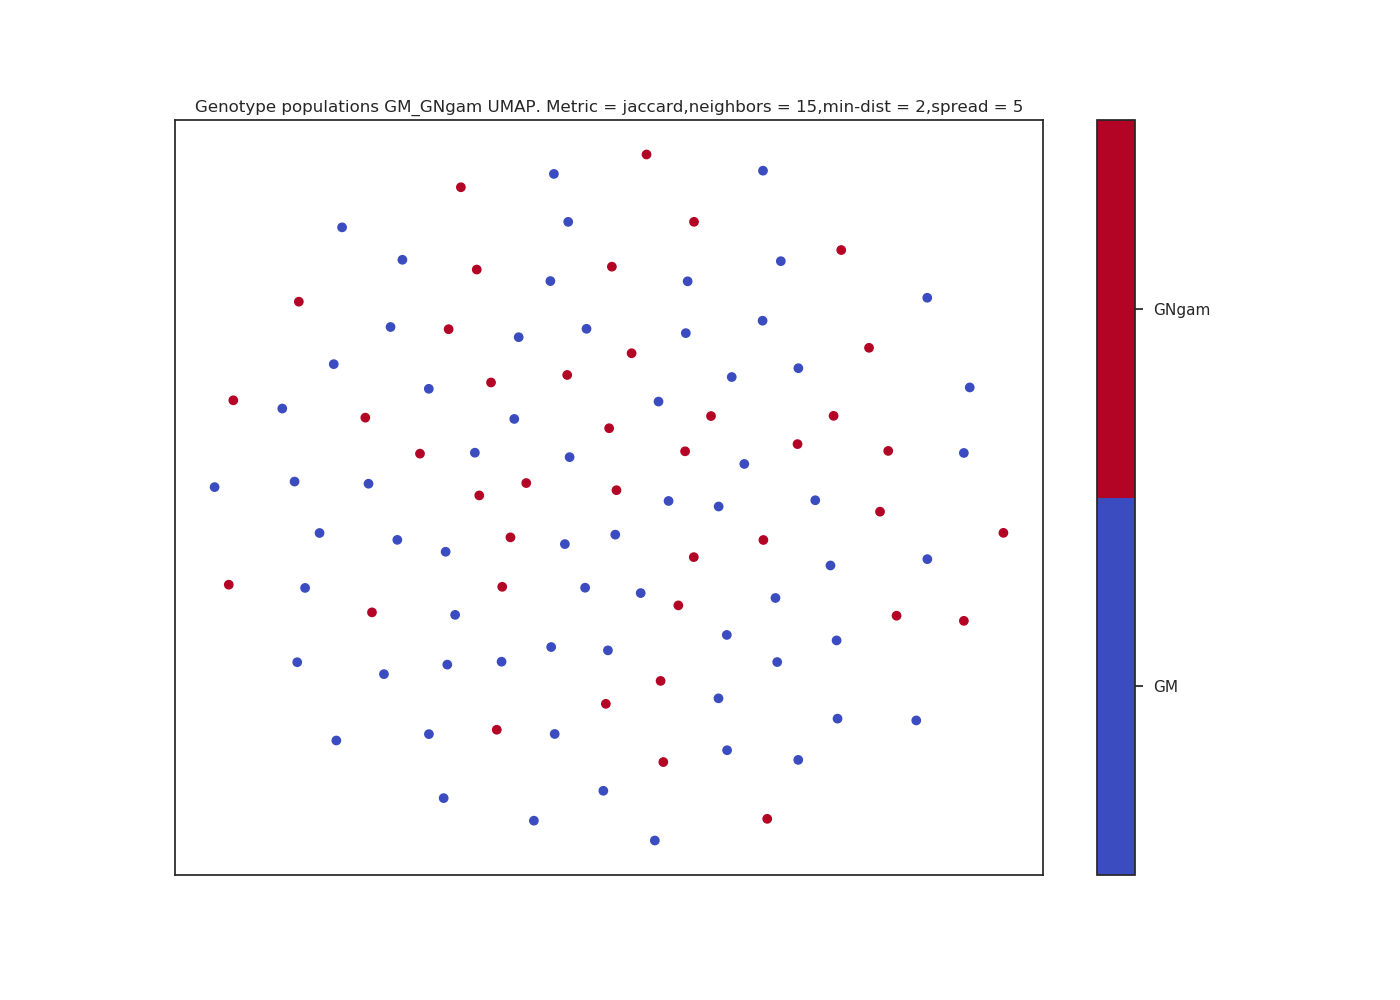 Genotype populations GM_GNgam UMAP. Metric = jaccard,neighbors = 15,min-dist = 2,spread = 5
GNgam
GM